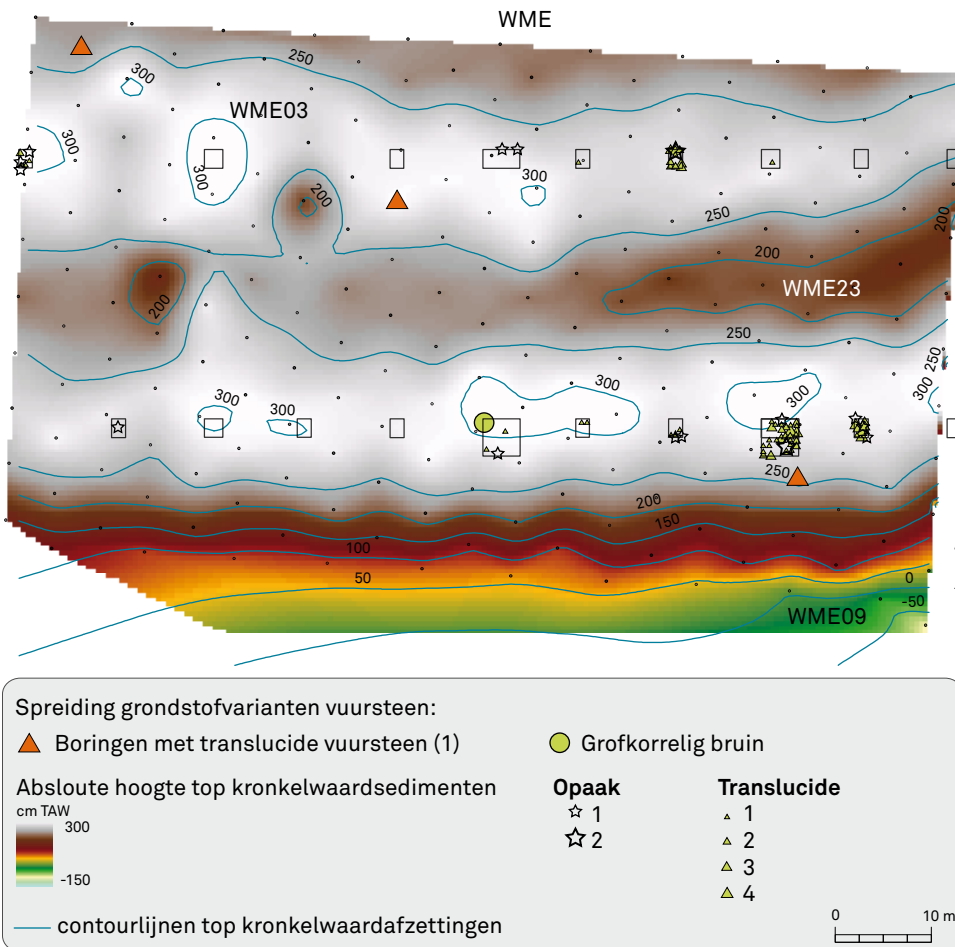 WME
250
300
WME03
300
300
300
200
250
200
200
WME23
200
250
250
300
300
300
300
300
250
200
150
100
50
0
-50
WME09
Spreiding grondstofvarianten vuursteen:
Boringen met translucide vuursteen (1)
Grofkorrelig bruin
Absloute hoogte top kronkelwaardsedimenten
cm TAW
300
-150
Opaak
1
2
Translucide
1
2
3
4
contourlijnen top kronkelwaardafzettingen
0 10 m